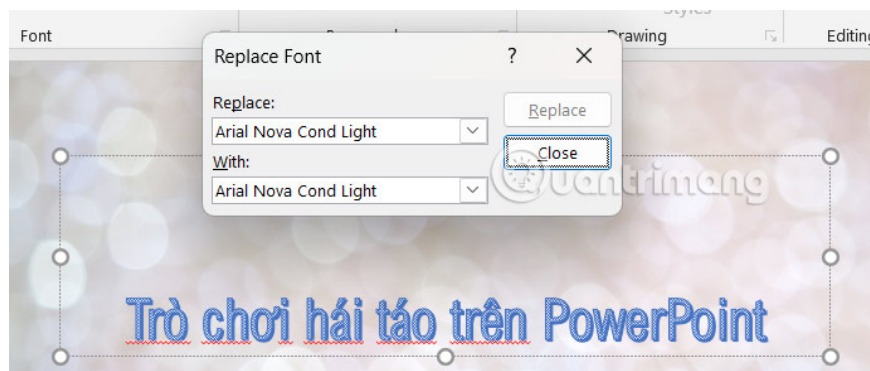 Styles
Font
Drawing
Editing
Replace Font
?
Replace:
Replace
Arial Nova Cond Light
Close
With:
Arial Nova Cond Light
Quantrimang
Trò chơi hái táo trên PowerPoint